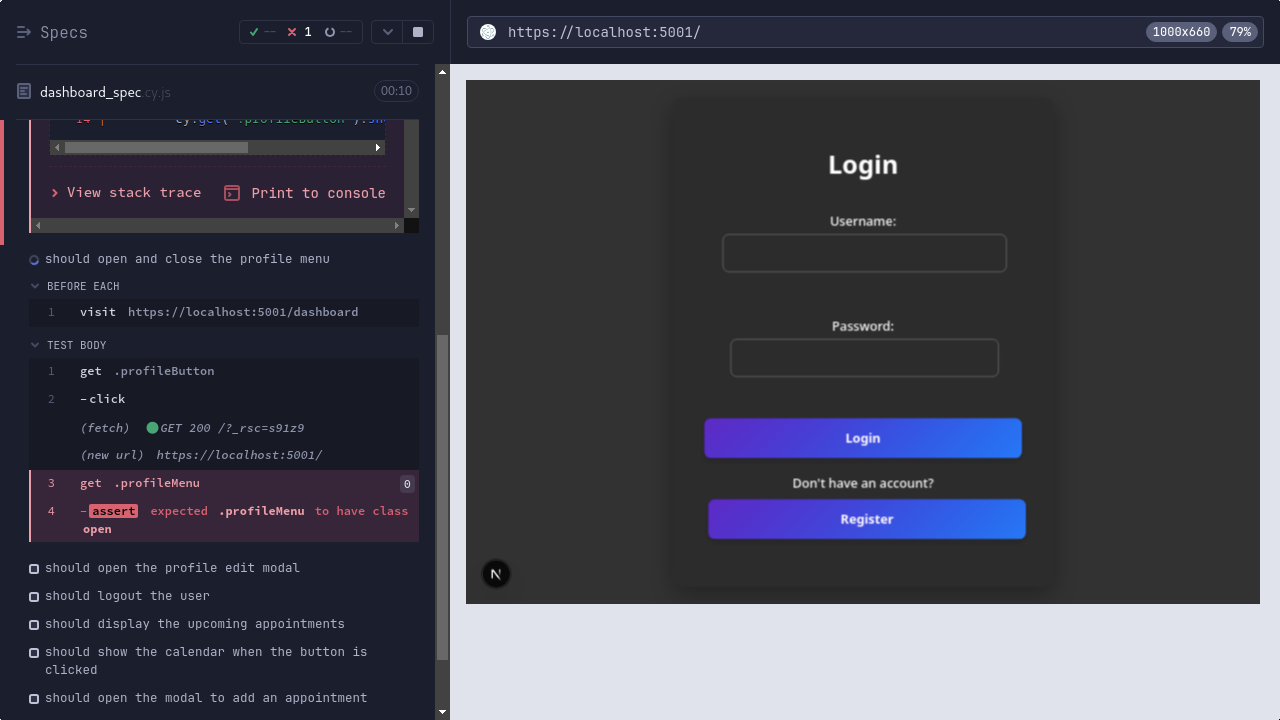 Specs
-- 1 --
https://localhost:5001/
1000x660
79%
dashboard_spec.cy.js
00:10
14 | cy.get('.profileButton').sho
View stack trace
Print to console
should open and close the profile menu
BEFORE EACH
1 visit https://localhost:5001/dashboard
TEST BODY
1 get .profileButton
2 -click
(fetch) GET 200 /?_rsc=s91z9
(new url) https://localhost:5001/
3 get .profileMenu 0
4 -assert expected .profileMenu to have class
open
should open the profile edit modal
should logout the user
should display the upcoming appointments
should show the calendar when the button is
clicked
should open the modal to add an appointment
Login
Username:
Password:
Login
Don't have an account?
Register
N